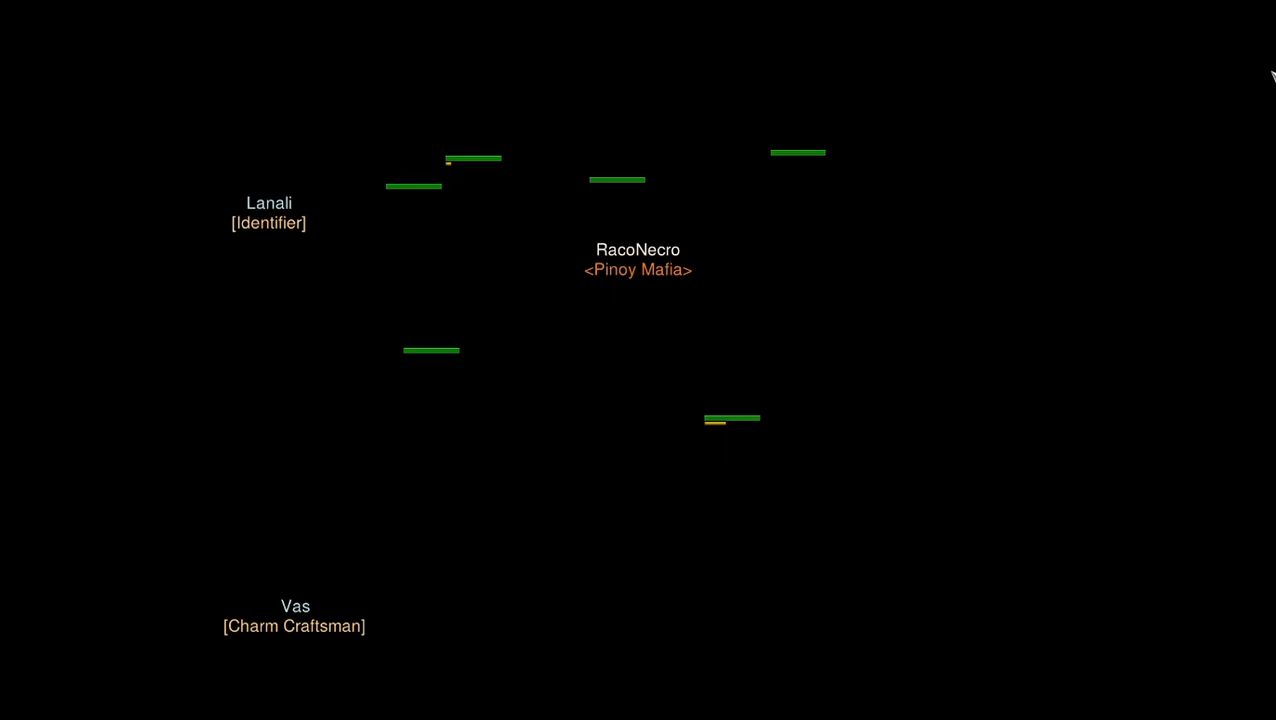 Lanali
[Identifier]
RacoNecro
<Pinoy Mafia>
Vas
[Charm Craftsman]